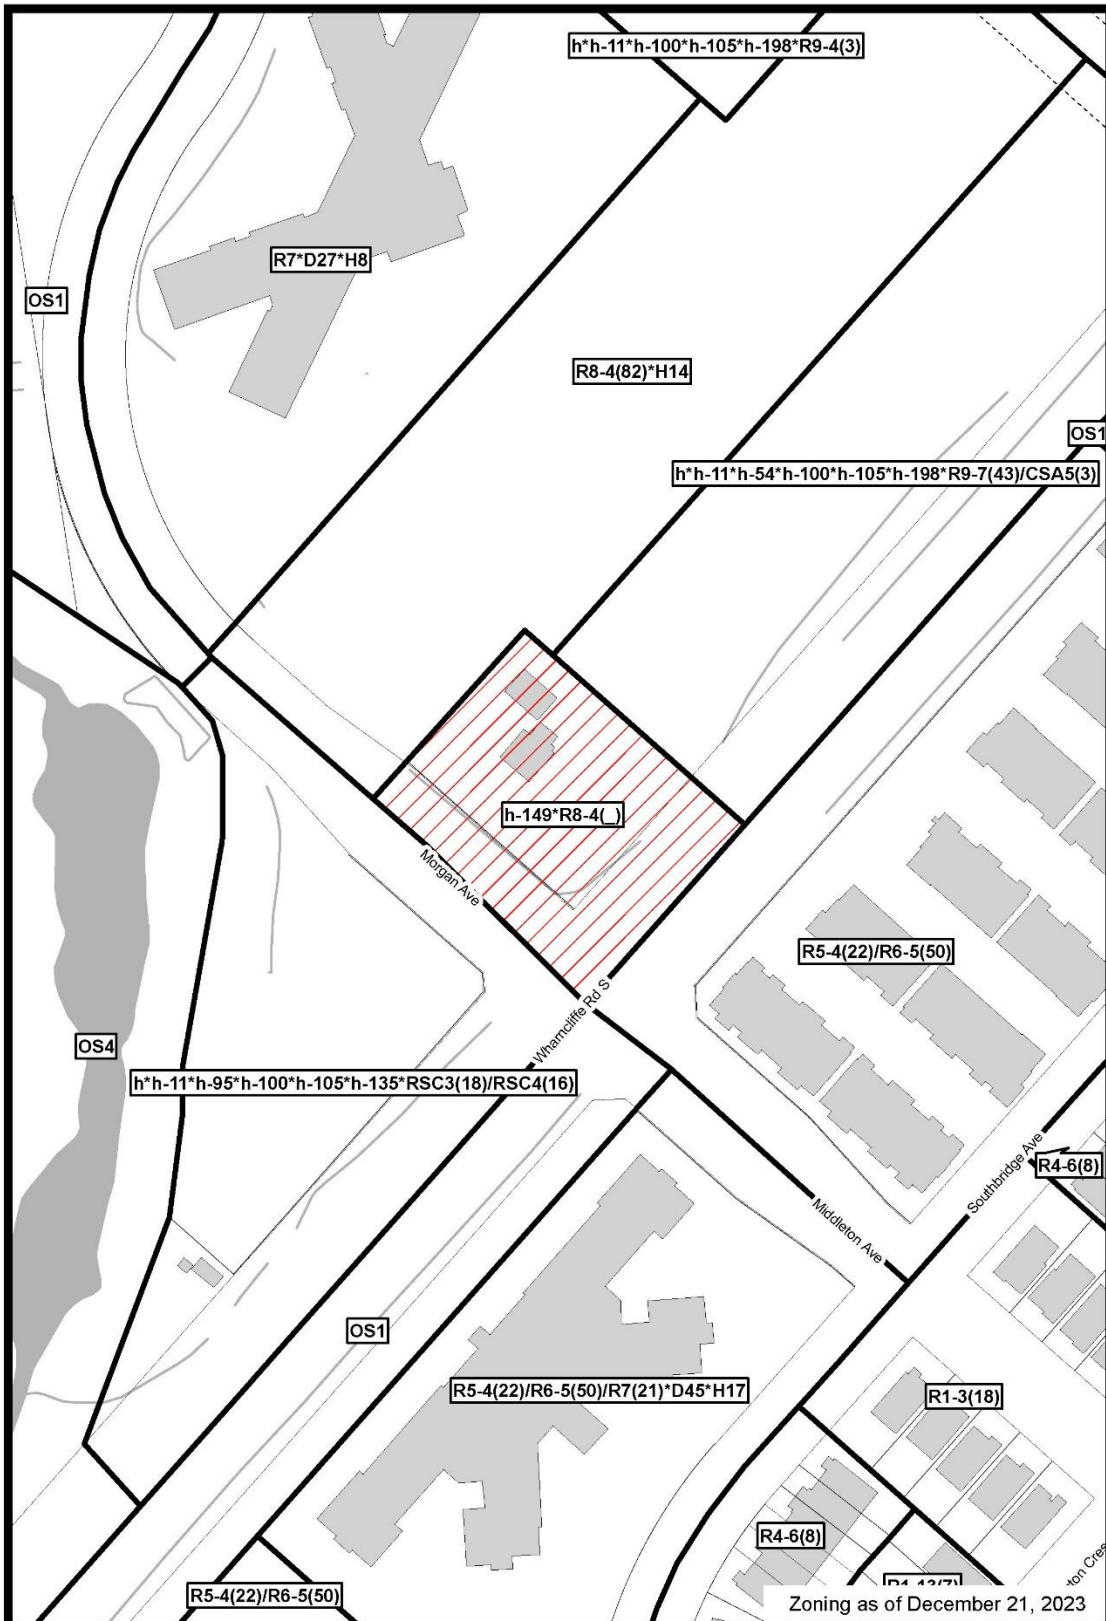 h*h-11*h-100*h-105*h-198*R9-4(3)
R7*D27*H8
OS1
R8-4(82)*H14
OS1
h*h-11*h-54*h-100*h-105*h-198*R9-7(43)/CSA5(3)
h-149*R8-4(_)
Morgan Ave
R5-4(22)/R6-5(50)
Wharncliffe Rd S
OS4
h*h-11*h-95*h-100*h-105*h-135*RSC3(18)/RSC4(16)
Southbridge Ave
R4-6(8)
Middleton Ave
OS1
R5-4(22)/R6-5(50)/R7(21)*D45*H17
R1-3(18)
R4-6(8)
R5-4(22)/R6-5(50)
Zoning as of December 21, 2023